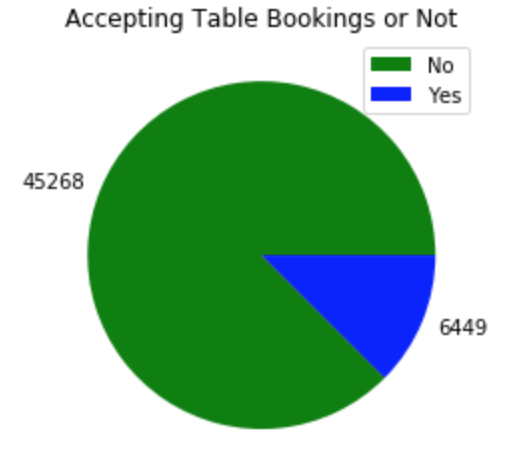 Accepting Table Bookings or Not
No
Yes
45268
6449